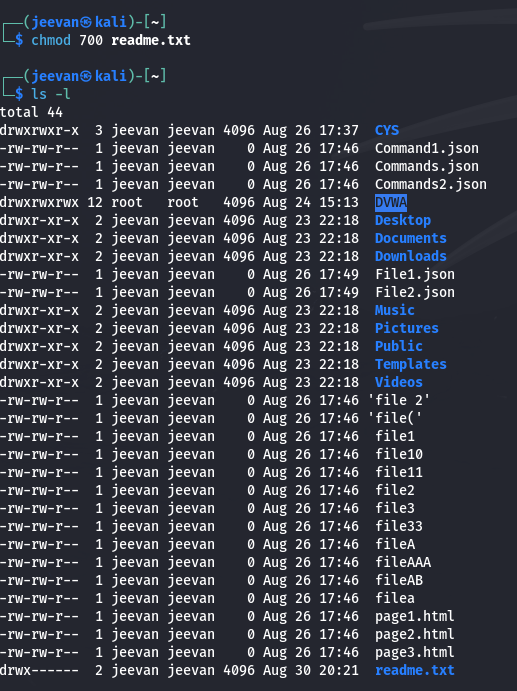 ┌──(jeevan㉿kali)-[~]
└─$ chmod 700 readme.txt
┌──(jeevan㉿kali)-[~]
└─$ ls -l
total 44
drwxrwxr-x  3 jeevan jeevan 4096 Aug 26 17:37  CYS
-rw-rw-r--  1 jeevan jeevan    0 Aug 26 17:46  Command1.json
-rw-rw-r--  1 jeevan jeevan    0 Aug 26 17:46  Commands.json
-rw-rw-r--  1 jeevan jeevan    0 Aug 26 17:46  Commands2.json
drwxrwxrwx 12 root   root   4096 Aug 24 15:13  DVWA
drwxr-xr-x  2 jeevan jeevan 4096 Aug 23 22:18  Desktop
drwxr-xr-x  2 jeevan jeevan 4096 Aug 23 22:18  Documents
drwxr-xr-x  2 jeevan jeevan 4096 Aug 23 22:18  Downloads
-rw-rw-r--  1 jeevan jeevan    0 Aug 26 17:49  File1.json
-rw-rw-r--  1 jeevan jeevan    0 Aug 26 17:49  File2.json
drwxr-xr-x  2 jeevan jeevan 4096 Aug 23 22:18  Music
drwxr-xr-x  2 jeevan jeevan 4096 Aug 23 22:18  Pictures
drwxr-xr-x  2 jeevan jeevan 4096 Aug 23 22:18  Public
drwxr-xr-x  2 jeevan jeevan 4096 Aug 23 22:18  Templates
drwxr-xr-x  2 jeevan jeevan 4096 Aug 23 22:18  Videos
-rw-rw-r--  1 jeevan jeevan    0 Aug 26 17:46 'file 2'
-rw-rw-r--  1 jeevan jeevan    0 Aug 26 17:46 'file('
-rw-rw-r--  1 jeevan jeevan    0 Aug 26 17:46  file1
-rw-rw-r--  1 jeevan jeevan    0 Aug 26 17:46  file10
-rw-rw-r--  1 jeevan jeevan    0 Aug 26 17:46  file11
-rw-rw-r--  1 jeevan jeevan    0 Aug 26 17:46  file2
-rw-rw-r--  1 jeevan jeevan    0 Aug 26 17:46  file3
-rw-rw-r--  1 jeevan jeevan    0 Aug 26 17:46  file33
-rw-rw-r--  1 jeevan jeevan    0 Aug 26 17:46  fileA
-rw-rw-r--  1 jeevan jeevan    0 Aug 26 17:46  fileAAA
-rw-rw-r--  1 jeevan jeevan    0 Aug 26 17:46  fileAB
-rw-rw-r--  1 jeevan jeevan    0 Aug 26 17:46  filea
-rw-rw-r--  1 jeevan jeevan    0 Aug 26 17:46  page1.html
-rw-rw-r--  1 jeevan jeevan    0 Aug 26 17:46  page2.html
-rw-rw-r--  1 jeevan jeevan    0 Aug 26 17:46  page3.html
drwx------  2 jeevan jeevan 4096 Aug 30 20:21  readme.txt